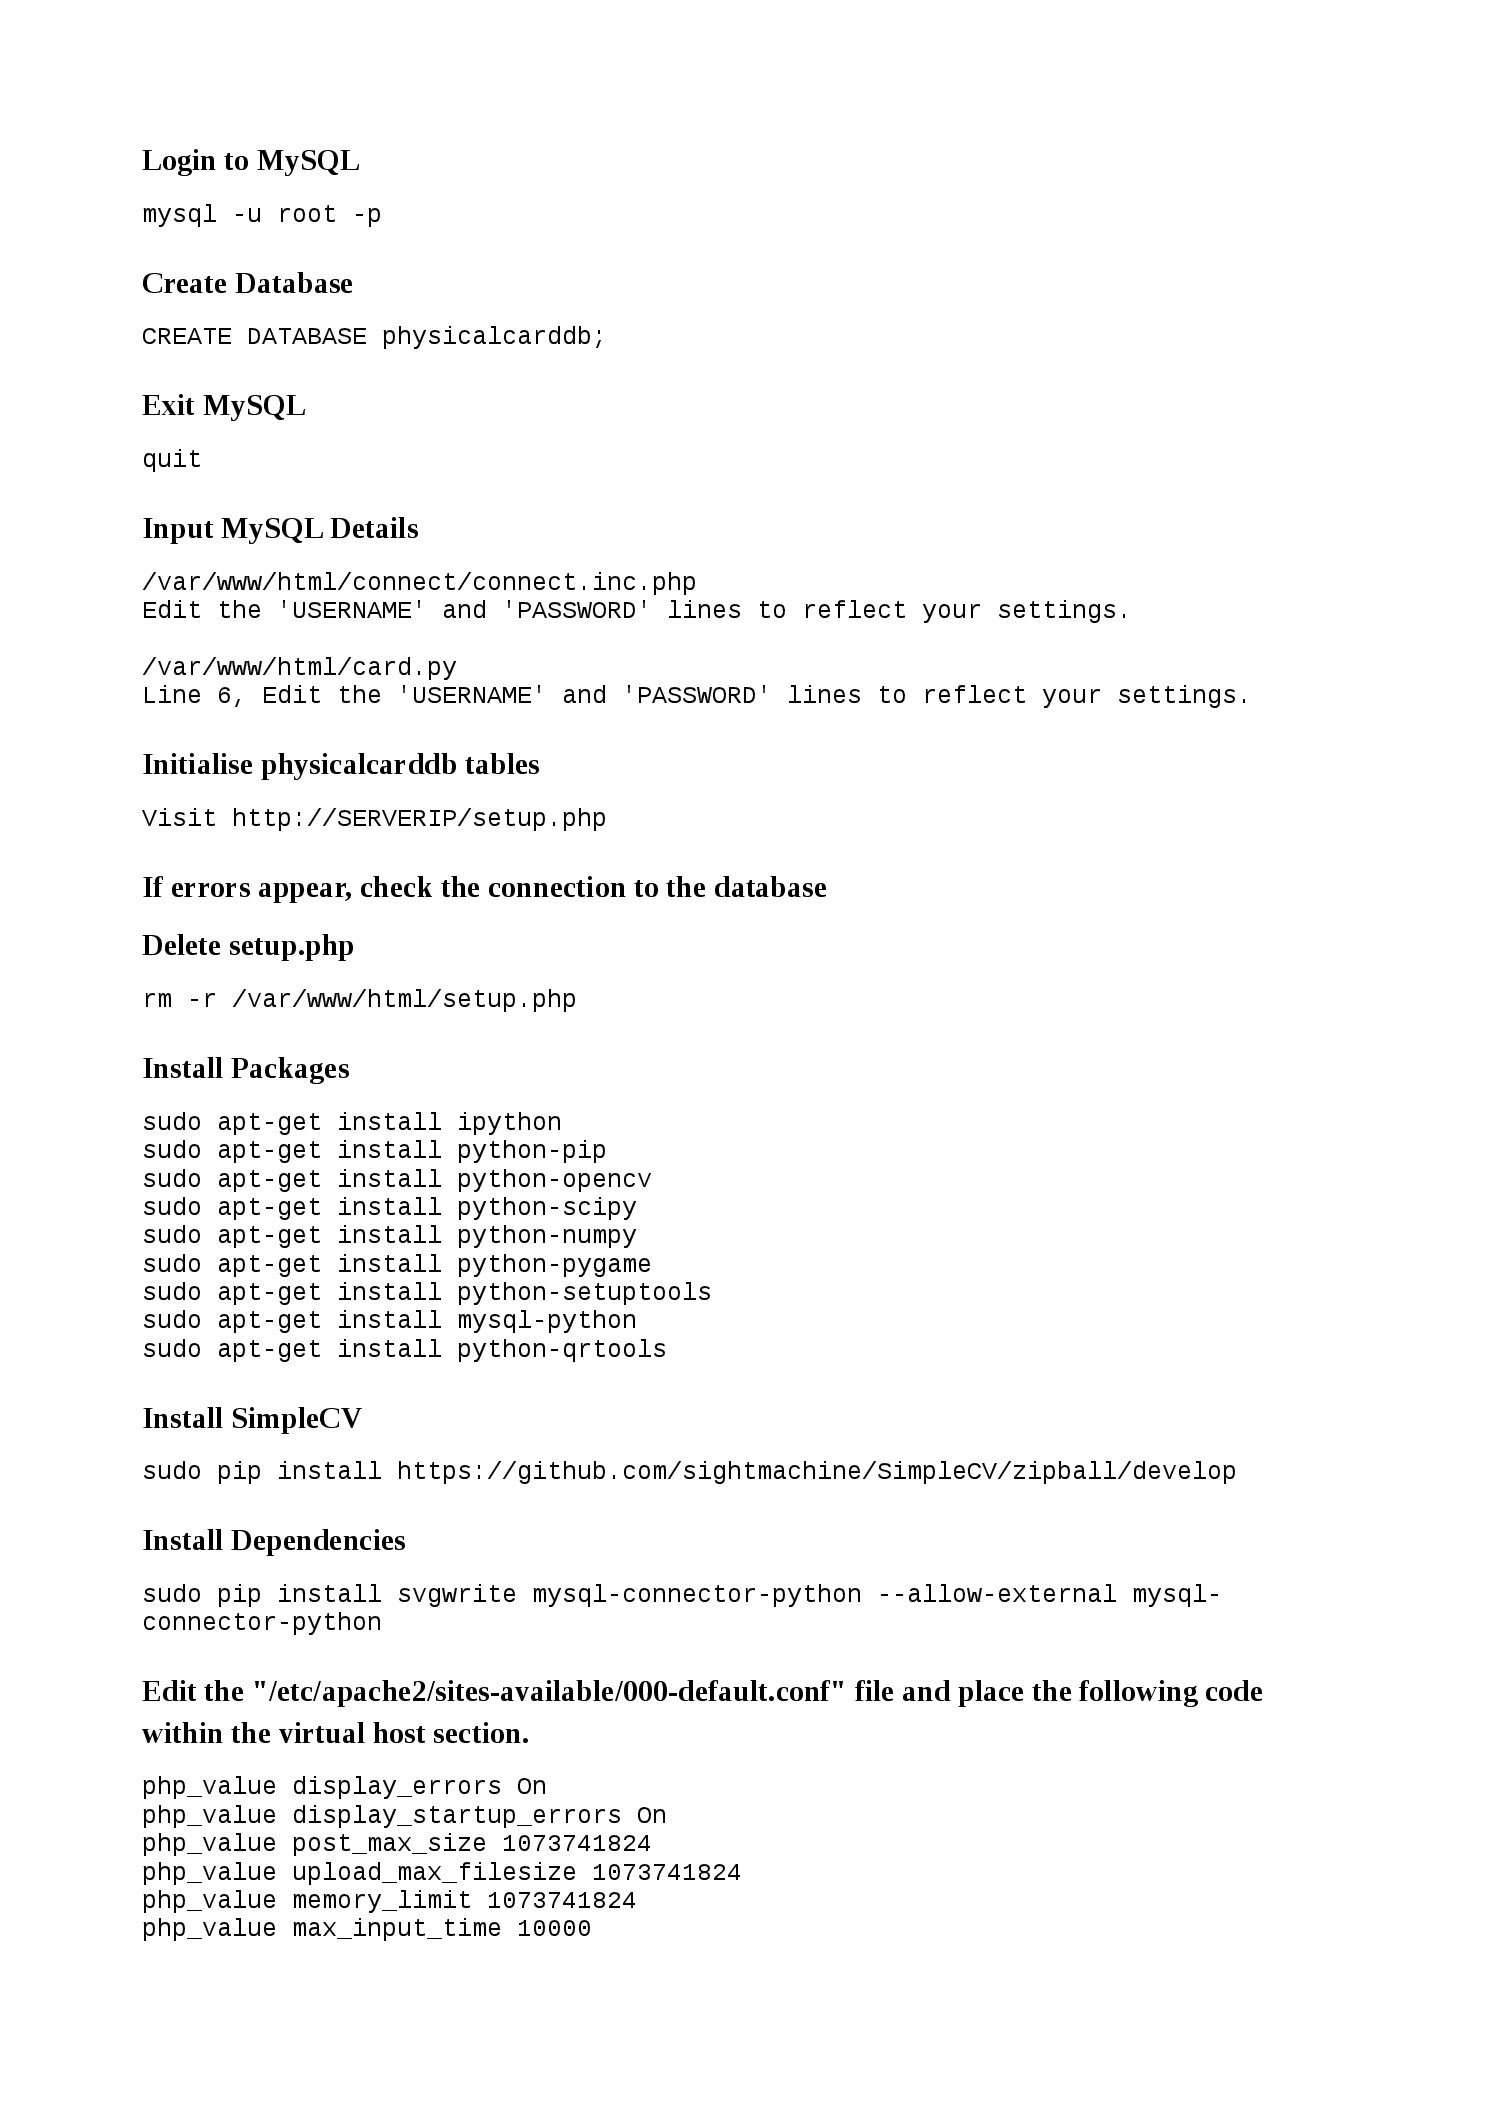 Login to MySQL
mysql -u root -p
Create Database
CREATE DATABASE physicalcarddb;
Exit MySQL
quit
Input MySQL Details
/var/www/html/connect/connect.inc.php
Edit the 'USERNAME' and 'PASSWORD' lines to reflect your settings.
/var/www/html/card.py
Line 6, Edit the 'USERNAME' and 'PASSWORD' lines to reflect your settings.
Initialise physicalcarddb tables
Visit http://SERVERIP/setup.php
If errors appear, check the connection to the database
Delete setup.php
rm -r /var/www/html/setup.php
Install Packages
sudo apt-get install ipython
sudo apt-get install python-pip
sudo apt-get install python-opencv
sudo apt-get install python-scipy
sudo apt-get install python-numpy
sudo apt-get install python-pygame
sudo apt-get install python-setuptools
sudo apt-get install mysql-python
sudo apt-get install python-qrtools
Install SimpleCV
sudo pip install https://github.com/sightmachine/SimpleCV/zipball/develop
Install Dependencies
sudo pip install svgwrite mysql-connector-python --allow-external mysql-
connector-python
Edit the "/etc/apache2/sites-available/000-default.conf" file and place the following code
within the virtual host section.
php_value display_errors On
php_value display_startup_errors On
php_value post_max_size 1073741824
php_value upload_max_filesize 1073741824
php_value memory_limit 1073741824
php_value max_input_time 10000